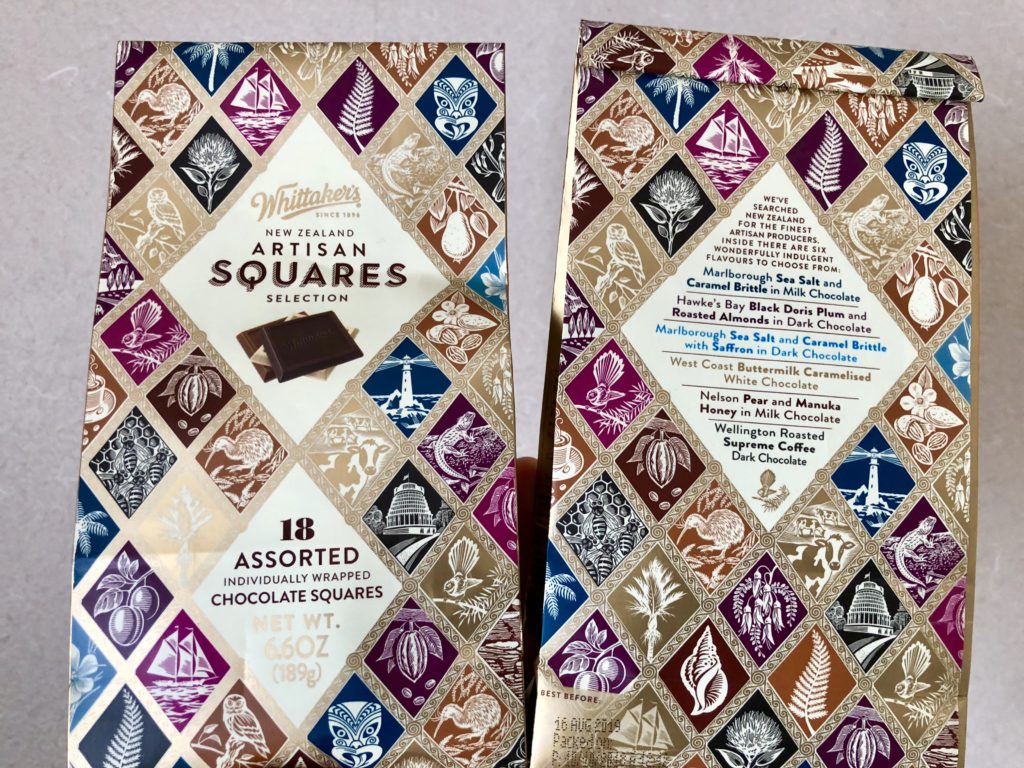 Whittaker's
SINCE 1896
NEW ZEALAND
ARTISAN
SQUARES
SELECTION
18
ASSORTED
INDIVIDUALLY WRAPPED
CHOCOLATE SQUARES
NET WT.
6.6OZ
(189g)
WE'VE
SEARCHED
NEW ZEALAND
FOR THE FINEST
ARTISAN PRODUCERS.
INSIDE THERE ARE SIX
WONDERFULLY INDULGENT
FLAVOURS TO CHOOSE FROM:
Marlborough Sea Salt and
Caramel Brittle in Milk Chocolate
Hawke's Bay Black Doris Plum and
Roasted Almonds in Dark Chocolate
Marlborough Sea Salt and Caramel Brittle
with Saffron in Dark Chocolate
West Coast Buttermilk Caramelised
White Chocolate
Nelson Pear and Manuka
Honey in Milk Chocolate
Wellington Roasted
Supreme Coffee
Dark Chocolate
BEST BEFORE:
16 AUG 2019
Packed on